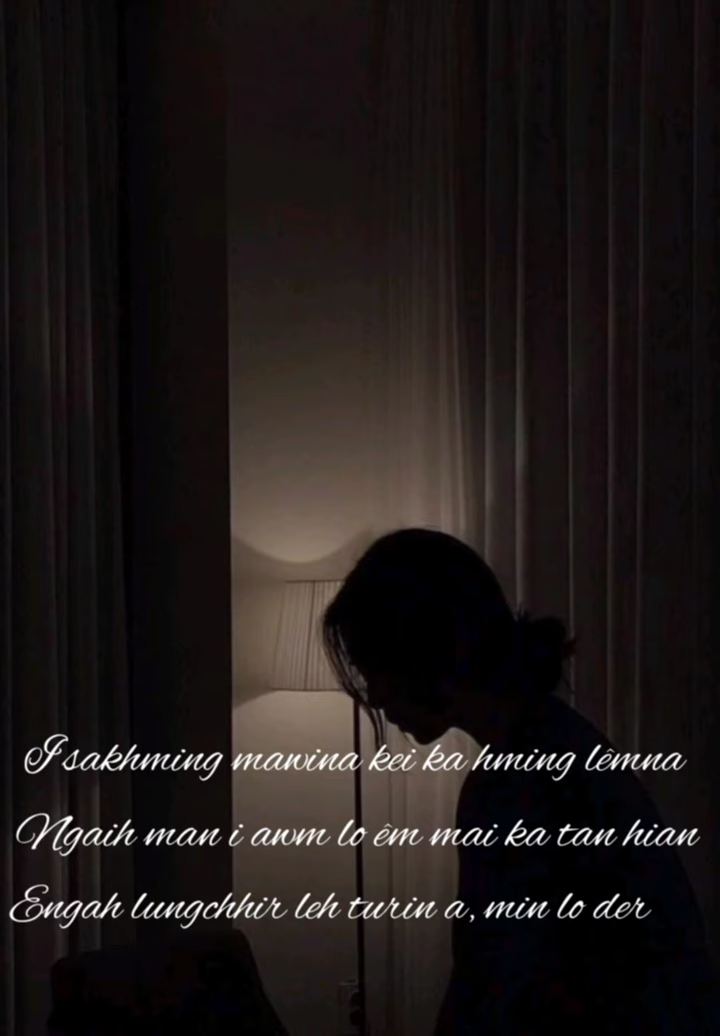 I sakhming mawina kei ka hming lêmna
Ngaih man i awm lo êm mai ka tan hian
Engah lungchhir leh turin a, min lo der